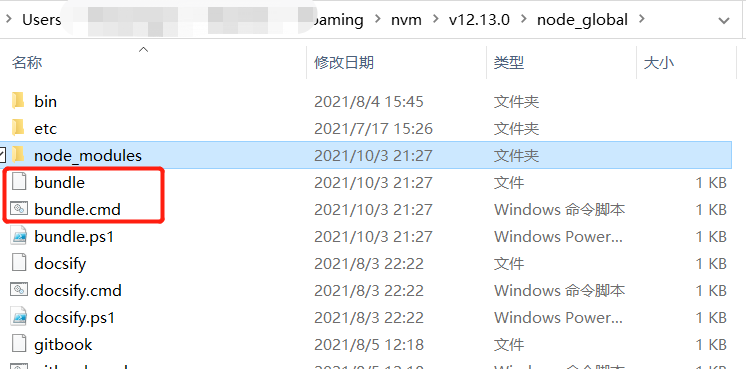 Users oaming > nvm > v12.13.0 > node_global >
名称 修改日期 类型 大小
bin 2021/8/4 15:45 文件夹
etc 2021/7/17 15:26 文件夹
node_modules 2021/10/3 21:27 文件夹
bundle 2021/10/3 21:27 文件 1 KB
bundle.cmd 2021/10/3 21:27 Windows 命令脚本 1 KB
bundle.ps1 2021/10/3 21:27 Windows Power... 1 KB
docsify 2021/8/3 22:22 文件 1 KB
docsify.cmd 2021/8/3 22:22 Windows 命令脚本 1 KB
docsify.ps1 2021/8/3 22:22 Windows Power... 1 KB
gitbook 2021/8/5 12:18 文件 1 KB